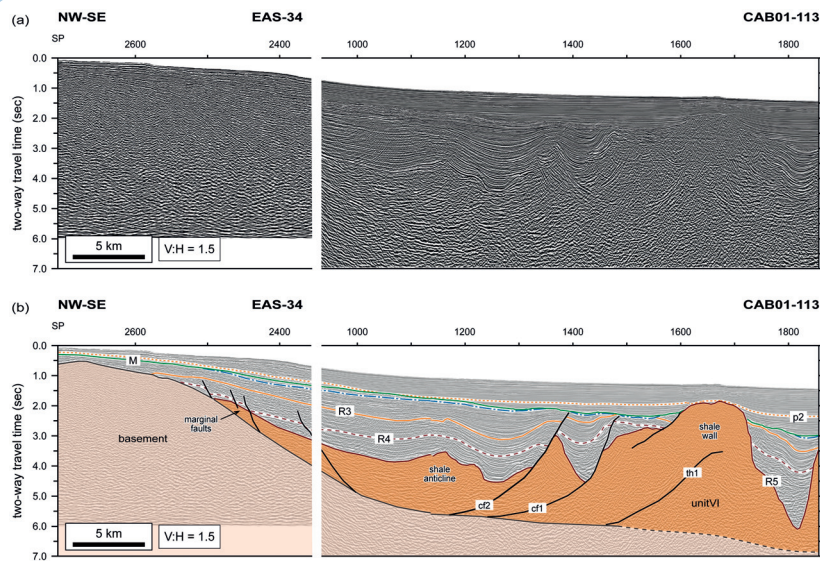 (a) NW-SE EAS-34 CAB01-113
SP 2600 2400 1000 1200 1400 1600 1800
0.0
1.0
2.0
3.0
4.0
5.0
6.0
7.0
two-way travel time (sec)
5 km V:H = 1.5
(b) NW-SE EAS-34 CAB01-113
SP 2600 2400 1000 1200 1400 1600 1800
0.0
1.0
2.0
3.0
4.0
5.0
6.0
7.0
two-way travel time (sec)
M
p2
R3
marginal
faults
R4
basement
shale
wall
shale
anticline
th1
R5
cf2 cf1 unitVI
5 km V:H = 1.5